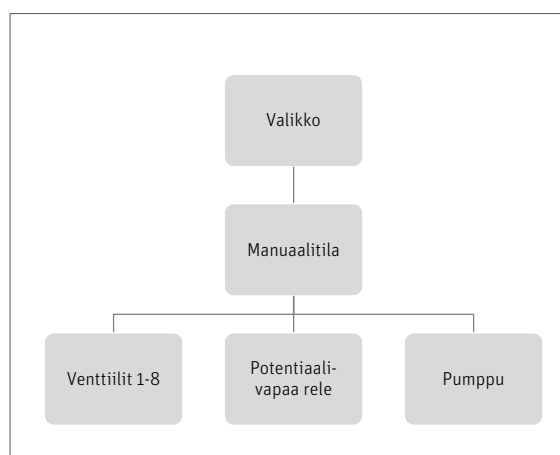 Valikko
Manuaalitila
Venttiilit 1-8
Potentiaali-
vapaa rele
Pumppu